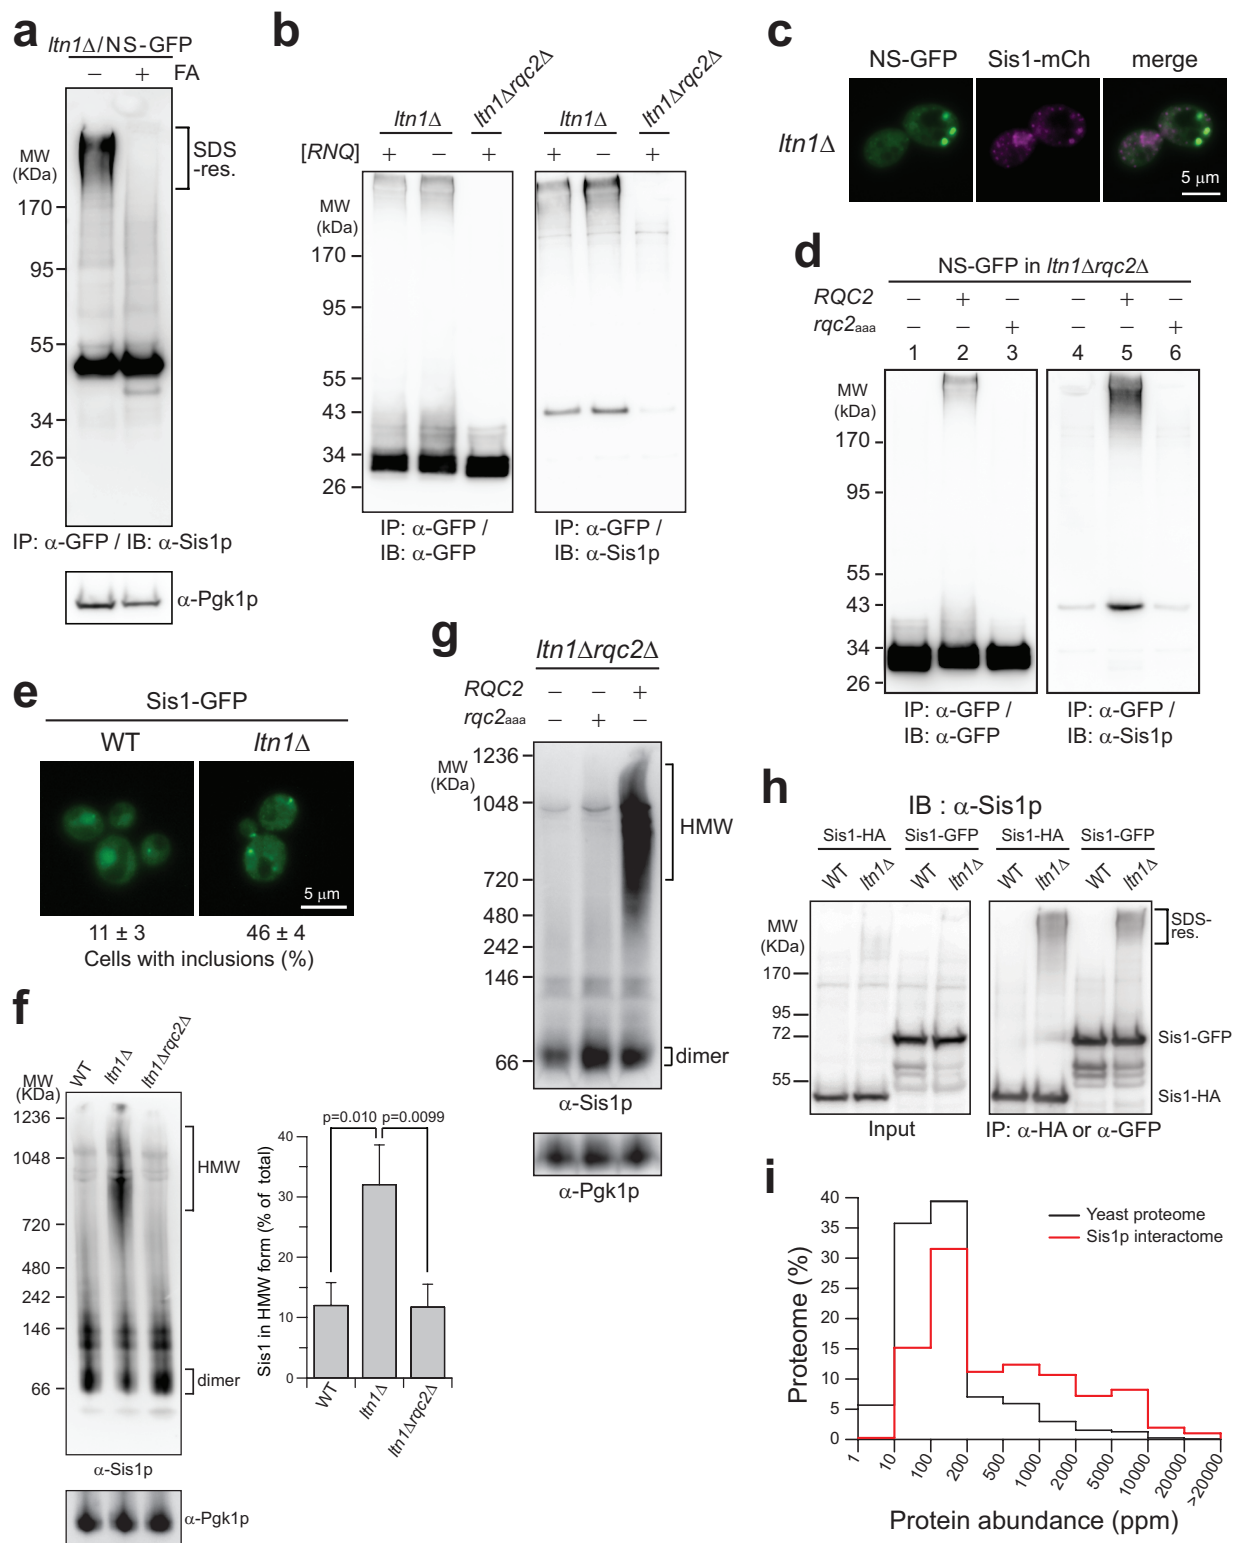 a
ltn1Δ/NS-GFP
− + FA
MW
(KDa)
SDS
-res.
170
95
55
34
26
IP: α-GFP / IB: α-Sis1p
α-Pgk1p
b
ltn1Δ ltn1Δrqc2Δ ltn1Δ ltn1Δrqc2Δ
[RNQ] + − + + − +
MW
(kDa)
170
95
55
43
34
26
IP: α-GFP /
IB: α-GFP
IP: α-GFP /
IB: α-Sis1p
c
NS-GFP Sis1-mCh merge
ltn1Δ
5 μm
d
NS-GFP in ltn1Δrqc2Δ
RQC2 − + − − + −
rqc2aaa − − + − − +
1 2 3 4 5 6
MW
(kDa)
170
95
55
43
34
26
IP: α-GFP /
IB: α-GFP
IP: α-GFP /
IB: α-Sis1p
e
Sis1-GFP
WT ltn1Δ
5 μm
11 ± 3 46 ± 4
Cells with inclusions (%)
f
WT ltn1Δ ltn1Δrqc2Δ
MW
(KDa)
1236
1048
720
480
242
146
66
HMW
dimer
α-Sis1p
α-Pgk1p
p=0.010 p=0.0099
Sis1 in HMW form (% of total)
40
30
20
10
0
WT ltn1Δ ltn1Δrqc2Δ
g
ltn1Δrqc2Δ
RQC2 − − +
rqc2aaa − + −
MW
(KDa)
1236
1048
720
480
242
146
66
HMW
dimer
α-Sis1p
α-Pgk1p
h
IB : α-Sis1p
Sis1-HA Sis1-GFP Sis1-HA Sis1-GFP
WT ltn1Δ WT ltn1Δ WT ltn1Δ WT ltn1Δ
MW
(KDa)
170
95
72
55
SDS-
res.
Sis1-GFP
Sis1-HA
Input IP: α-HA or α-GFP
i
Yeast proteome
Sis1p interactome
Proteome (%)
40
35
30
25
20
15
10
5
0
1 10 100 200 500 1000 2000 5000 10000 20000 >20000
Protein abundance (ppm)